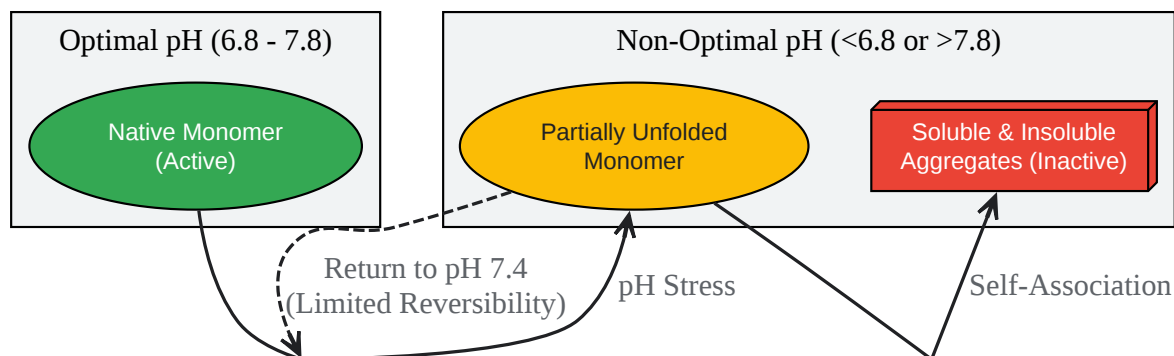 Optimal pH (6.8 - 7.8)
Non-Optimal pH (<6.8 or >7.8)
Native Monomer
(Active)
Partially Unfolded
Monomer
Soluble & Insoluble
Aggregates (Inactive)
Return to pH 7.4
(Limited Reversibility)
pH Stress
Self-Association